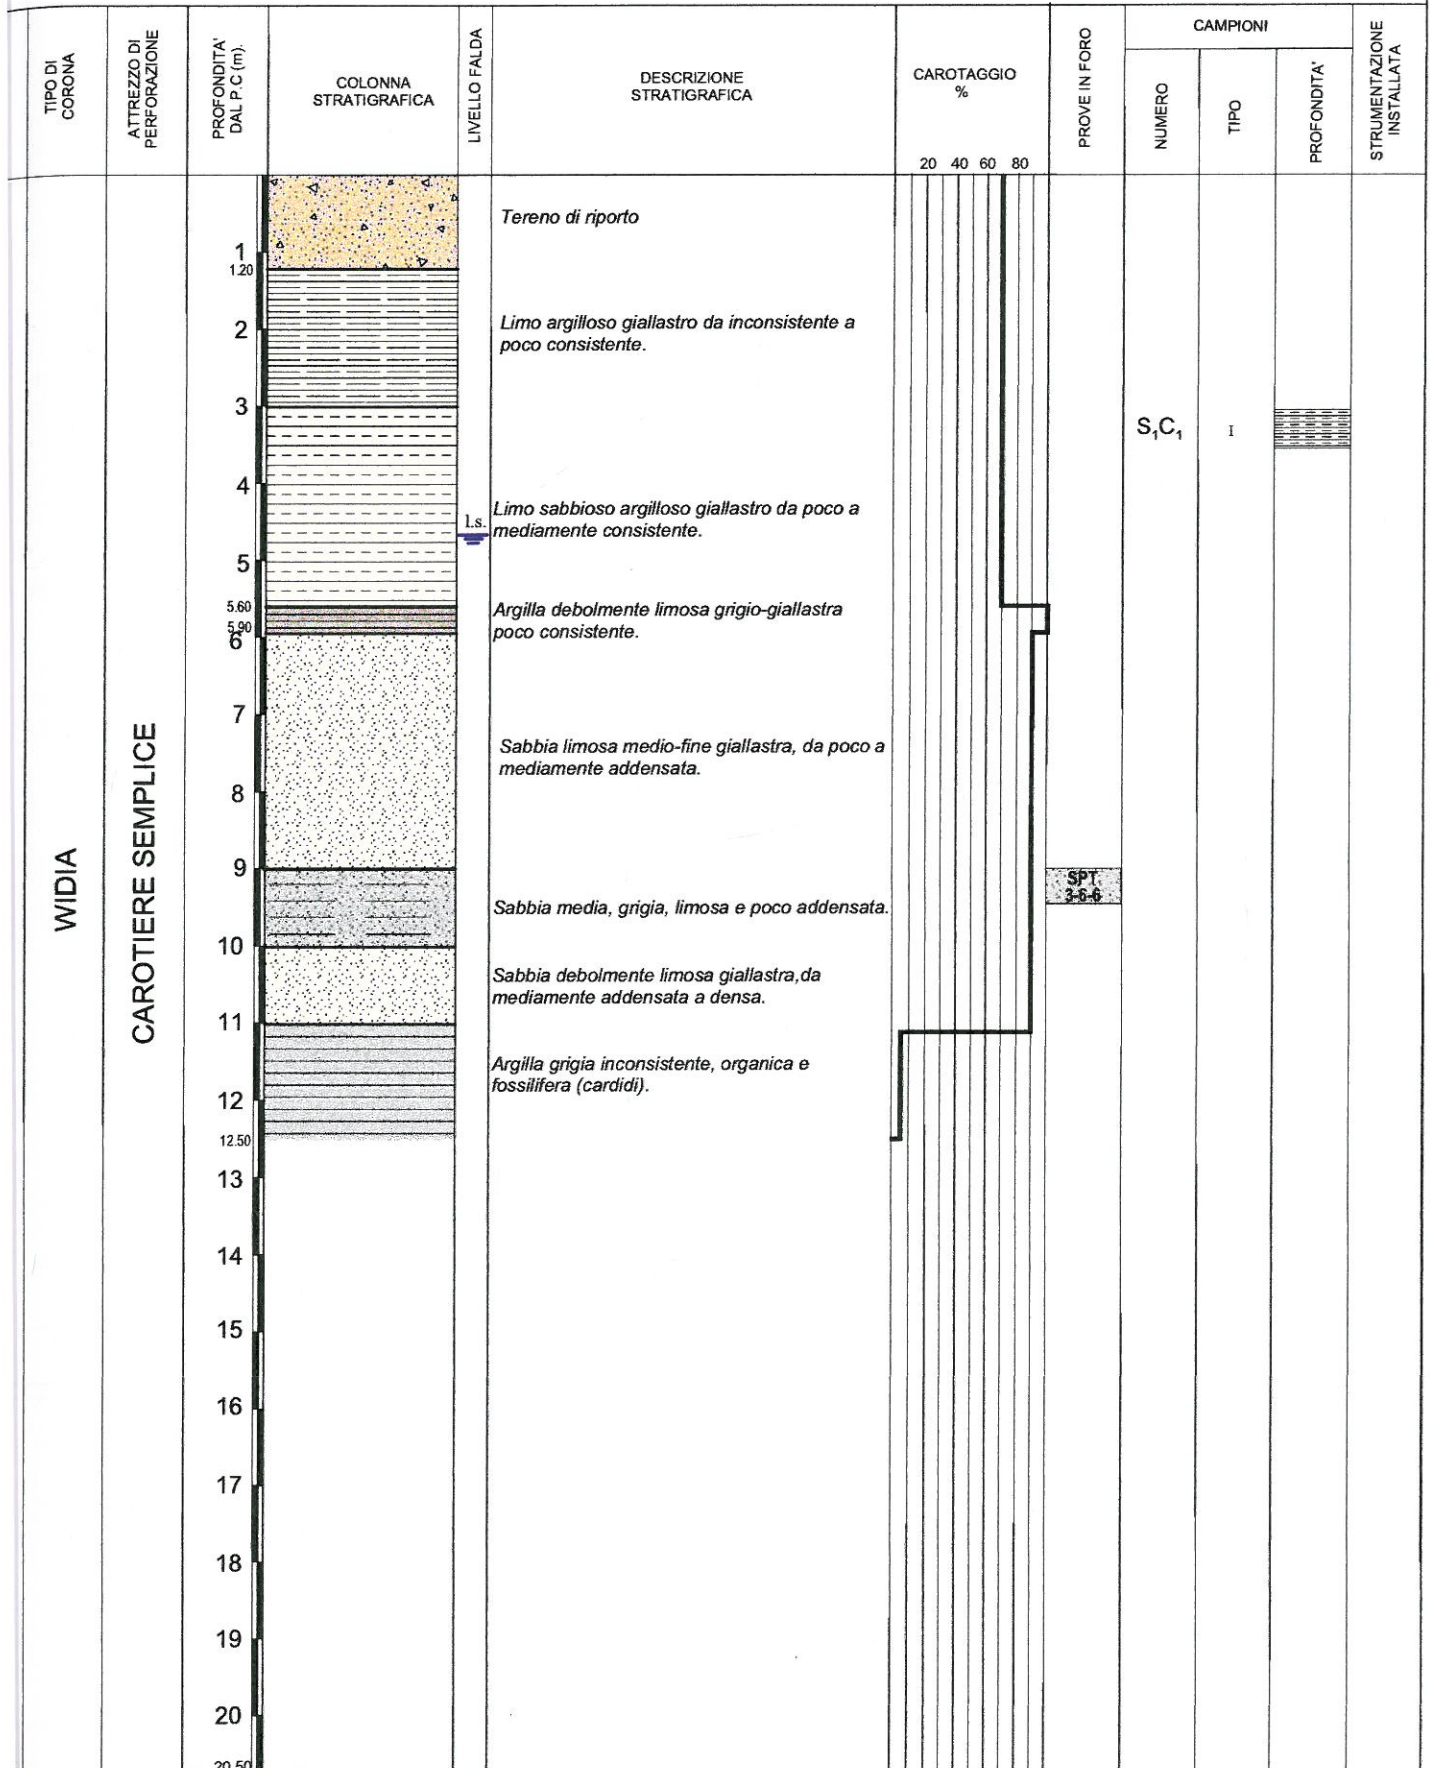 TIPO DI
CORONA
ATTREZZO DI
PERFORAZIONE
PROFONDITA'
DAL P.C (m).
COLONNA
STRATIGRAFICA
LIVELLO FALDA
DESCRIZIONE
STRATIGRAFICA
CAROTAGGIO
%
20 40 60 80
PROVE IN FORO
CAMPIONI
NUMERO
TIPO
PROFONDITA'
STRUMENTAZIONE
INSTALLATA
WIDIA
CAROTIERE SEMPLICE
Tereno di riporto
1
1.20
2
Limo argilloso giallastro da inconsistente a
poco consistente.
3
S₁C₁
I
4
l.s.
Limo sabbioso argilloso giallastro da poco a
mediamente consistente.
5
5.60
Argilla debolmente limosa grigio-giallastra
poco consistente.
5.90
6
7
Sabbia limosa medio-fine giallastra, da poco a
mediamente addensata.
8
9
SPT
3-6-6
Sabbia media, grigia, limosa e poco addensata.
10
Sabbia debolmente limosa giallastra,da
mediamente addensata a densa.
11
Argilla grigia inconsistente, organica e
fossilifera (cardidi).
12
12.50
13
14
15
16
17
18
19
20
20.50